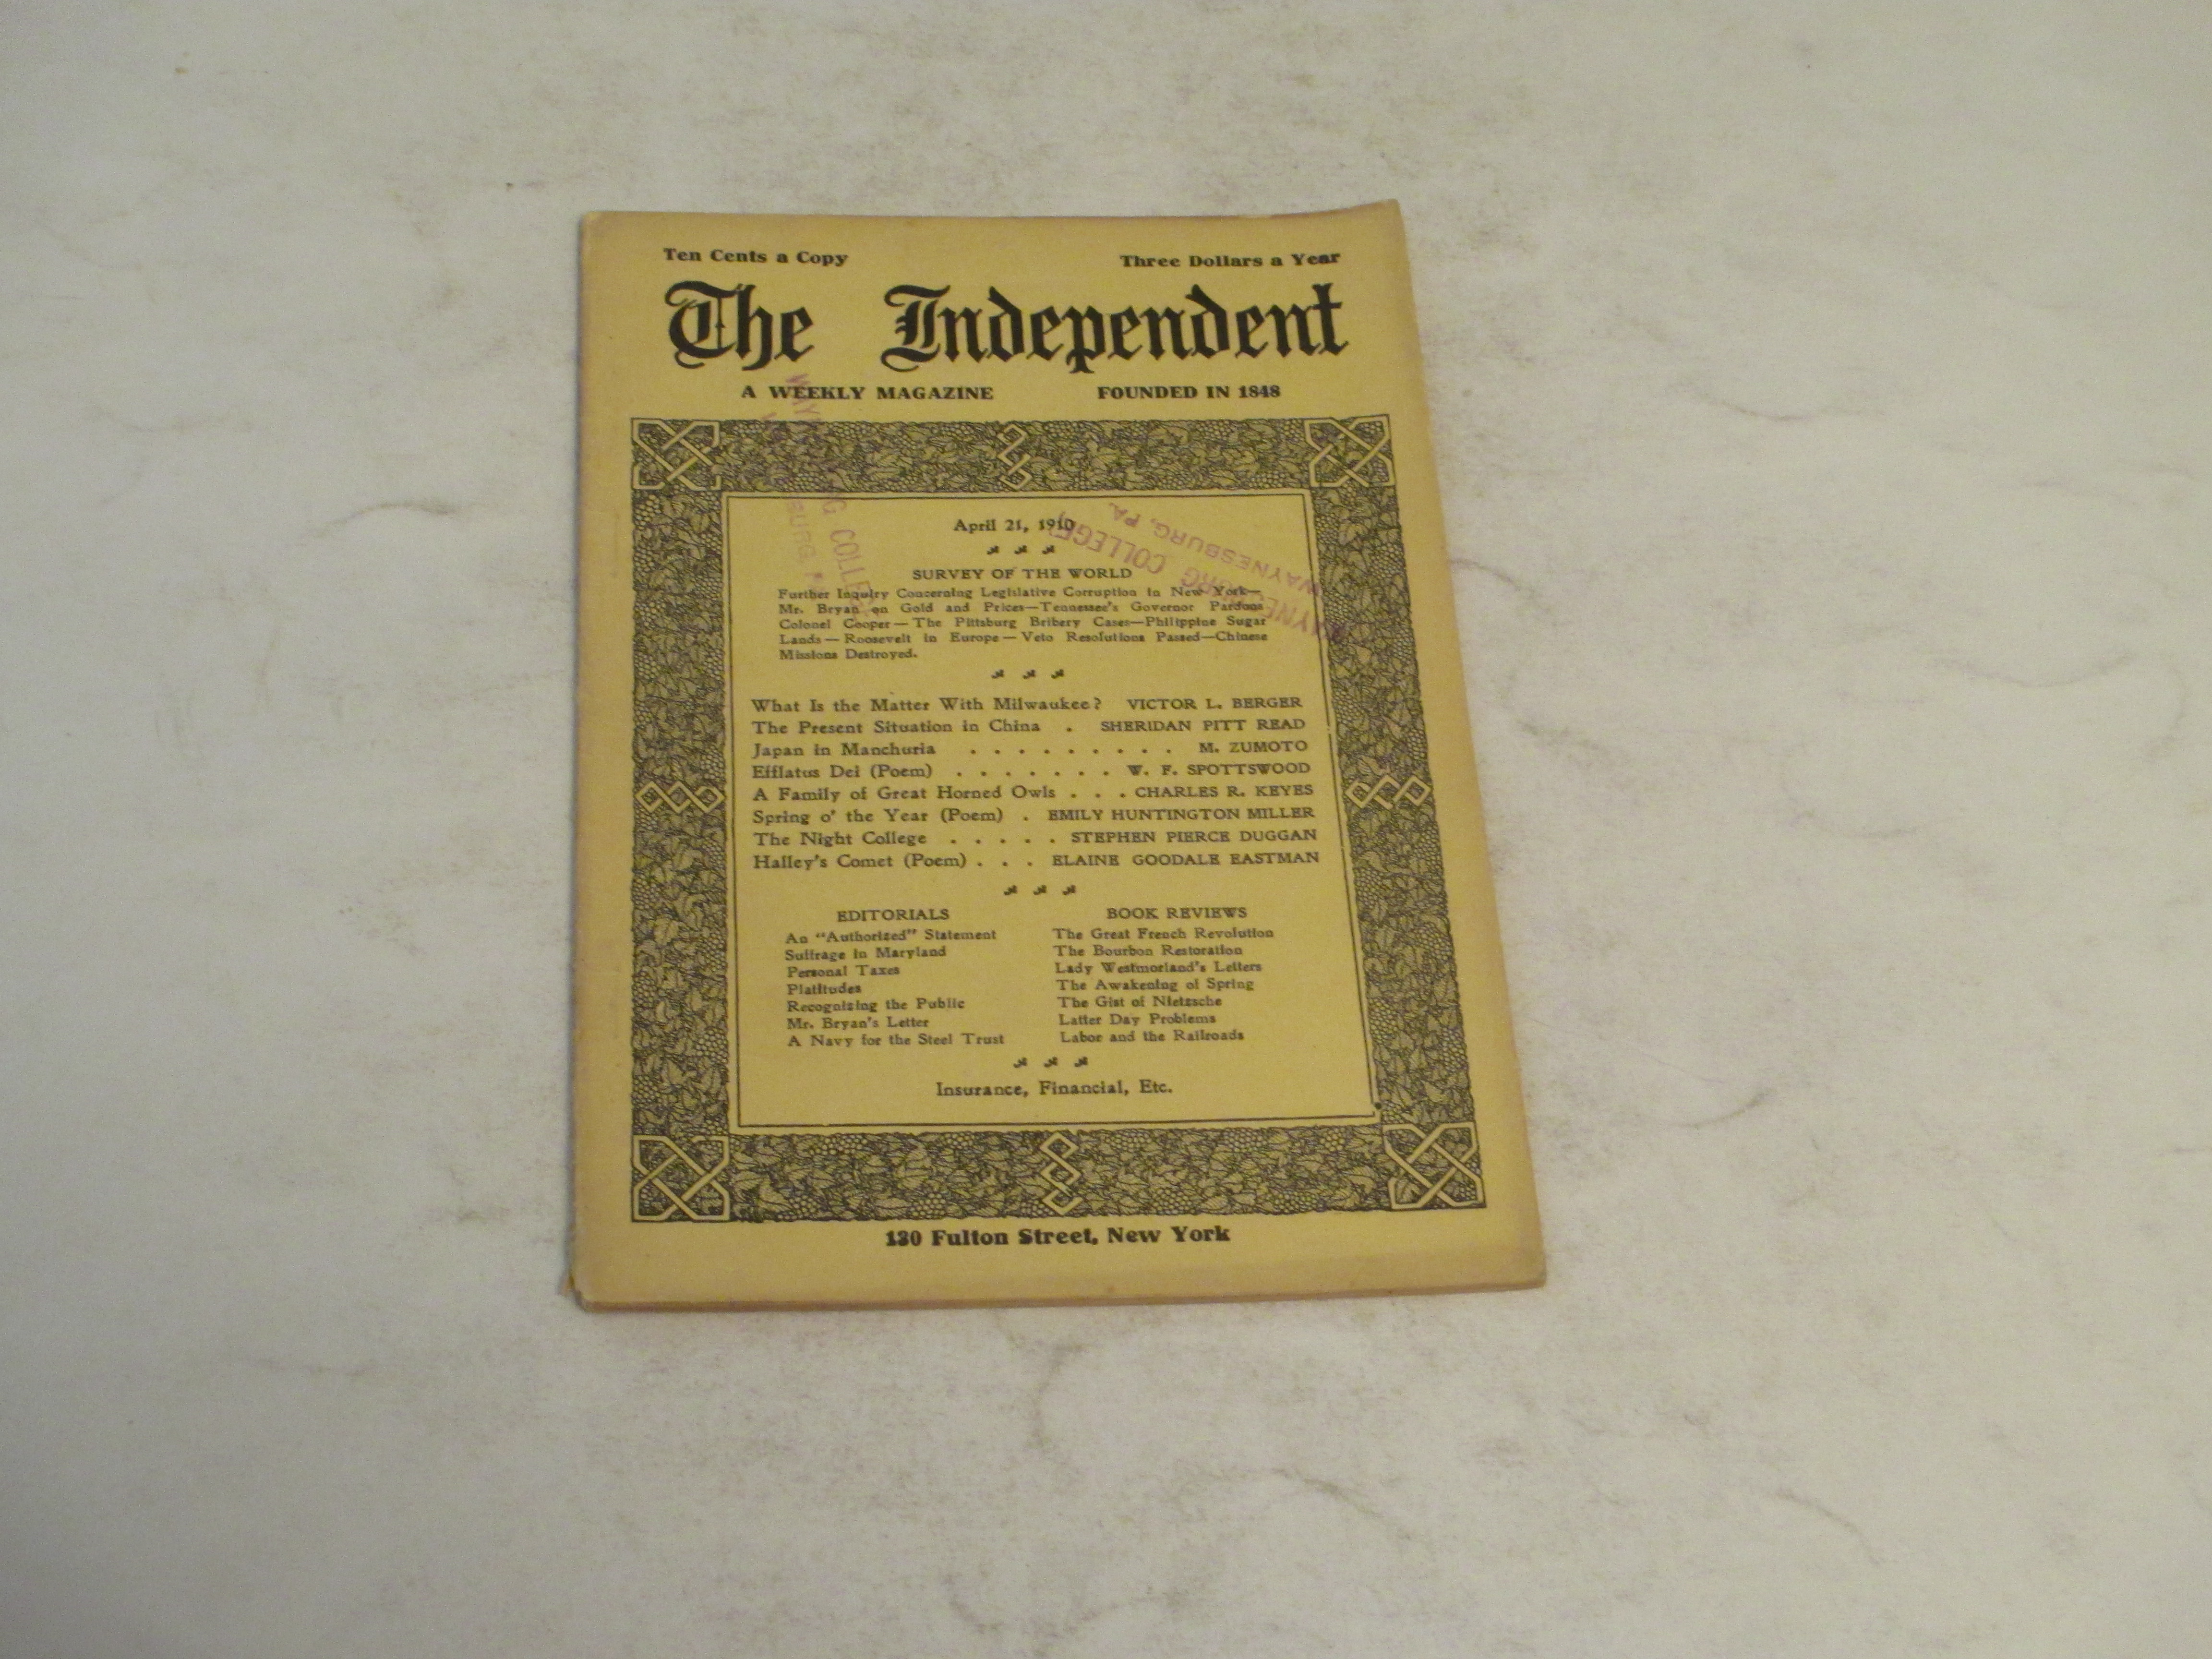 Ten Cents a Copy Three Dollars a Year
The Independent
A WEEKLY MAGAZINE FOUNDED IN 1848
April 21, 1910
SURVEY OF THE WORLD
Further Inquiry Concerning Legislative Corruption in New York—
Mr. Bryan on Gold and Prices—Tennessee's Governor Pardons
Colonel Cooper—The Pittsburg Bribery Cases—Philippine Sugar
Lands—Roosevelt in Europe—Veto Resolutions Passed—Chinese
Missions Destroyed.
What Is the Matter With Milwaukee? VICTOR L. BERGER
The Present Situation in China . SHERIDAN PITT READ
Japan in Manchuria . . . . . . . . . M. ZUMOTO
Efflatus Dei (Poem) . . . . . . . W. F. SPOTTSWOOD
A Family of Great Horned Owls . . . CHARLES R. KEYES
Spring o' the Year (Poem) . EMILY HUNTINGTON MILLER
The Night College . . . . . STEPHEN PIERCE DUGGAN
Halley's Comet (Poem) . . . ELAINE GOODALE EASTMAN
EDITORIALS
An "Authorized" Statement
Suffrage in Maryland
Personal Taxes
Platitudes
Recognizing the Public
Mr. Bryan's Letter
A Navy for the Steel Trust
BOOK REVIEWS
The Great French Revolution
The Bourbon Restoration
Lady Westmorland's Letters
The Awakening of Spring
The Gist of Nietzsche
Latter Day Problems
Labor and the Railroads
Insurance, Financial, Etc.
130 Fulton Street, New York
COLLEGE
WAYNESBURG, PA.